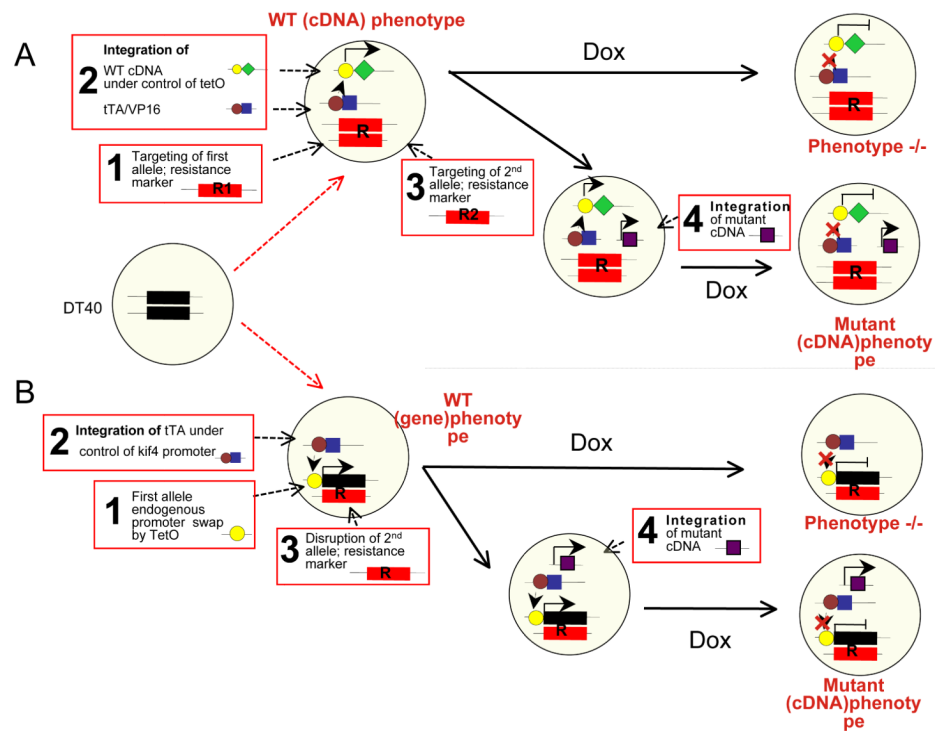 WT (cDNA) phenotype
A
Integration of
2
WT cDNA
under control of tetO
tTA/VP16
Dox
R
R
Phenotype -/-
1
Targeting of first
allele; resistance
marker
R1
3
Targeting of 2nd
allele; resistance
marker
R2
4
Integration
of mutant
cDNA
R
R
Dox
DT40
Mutant
(cDNA)phenoty
pe
B
WT
(gene)phenoty
pe
2
Integration of tTA under
control of kif4 promoter
Dox
R
R
1
First allele
endogenous
promoter swap
by TetO
Phenotype -/-
3
Disruption of 2nd
allele; resistance
marker
R
4
Integration
of mutant
cDNA
R
R
Dox
Mutant
(cDNA)phenoty
pe